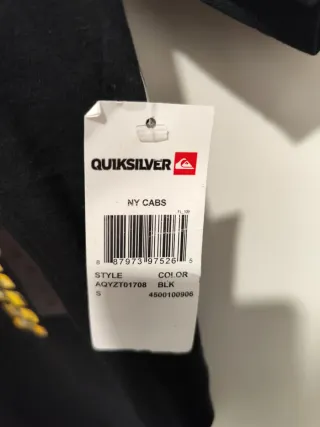 QUIKSILVER
NY CABS
8 87973 97526 5
STYLE COLOR
AQYZT01708 BLK
S 4500100906